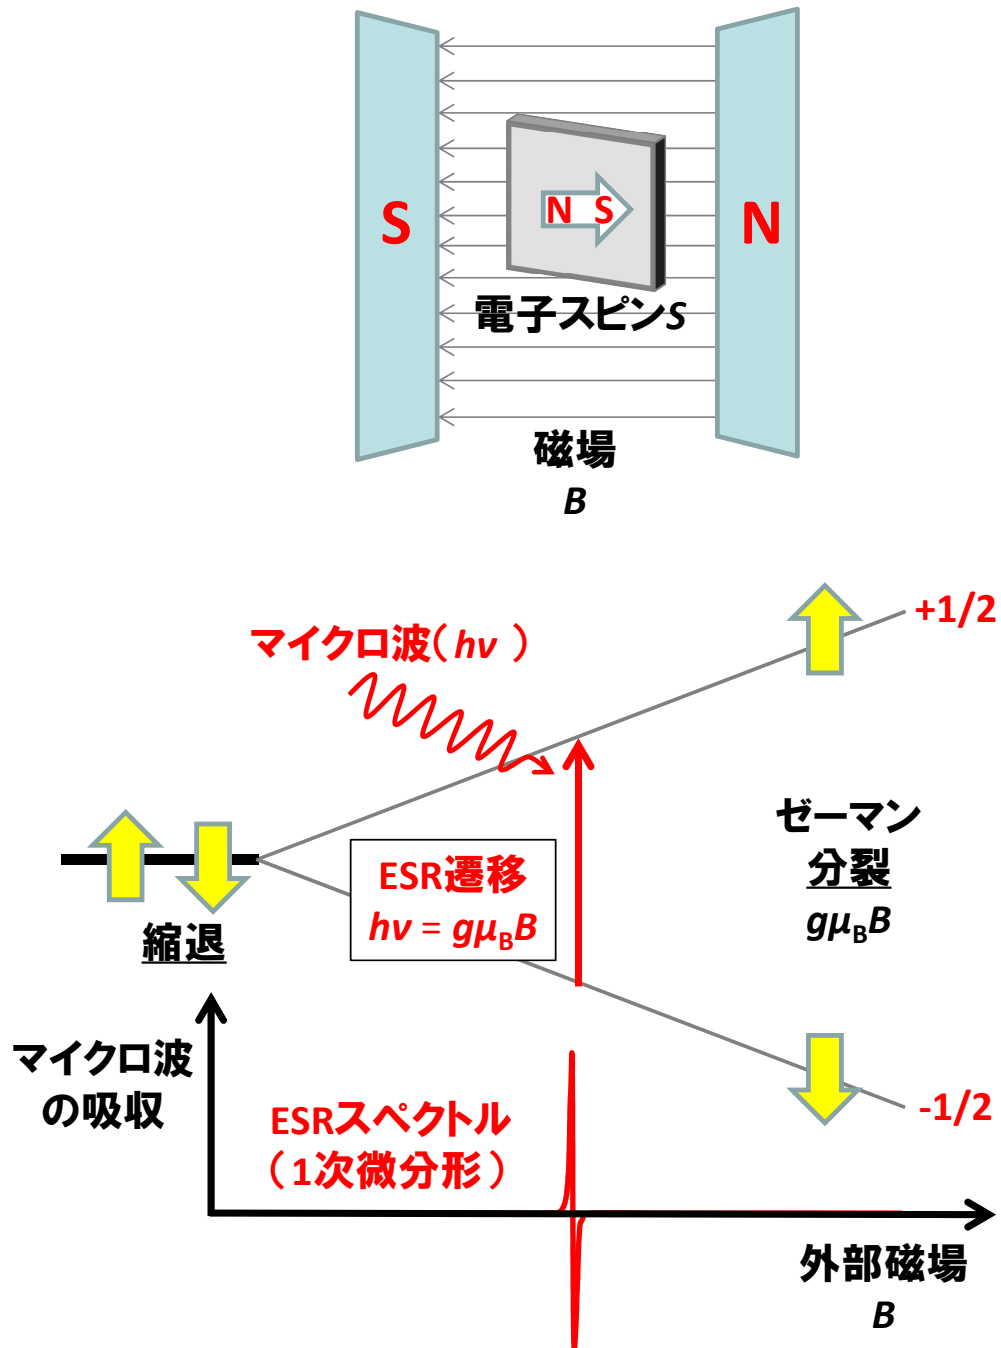 S
N S
N
電子スピンS
磁場
B
マイクロ波（hν ）
+1/2
ゼーマン
分裂
gμBB
ESR遷移
hν = gμBB
縮退
マイクロ波
の吸収
-1/2
ESRスペクトル
（1次微分形）
外部磁場
B